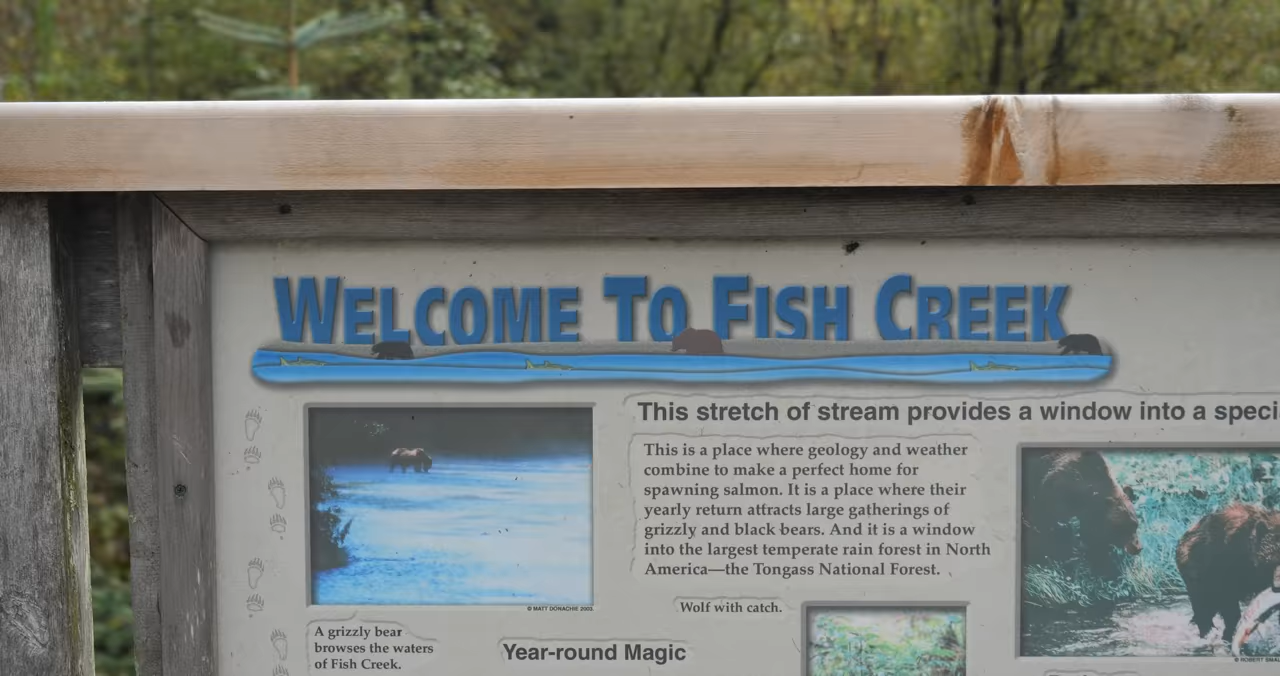 WELCOME TO FISH CREEK
This stretch of stream provides a window into a
This is a place where geology and weather
combine to make a perfect home for
spawning salmon. It is a place where their
yearly return attracts large gatherings of
grizzly and black bears. And it is a window
into the largest temperate rain forest in North
America—the Tongass National Forest.
© MATT DONACHIE 2003
Wolf with catch.
A grizzly bear
browses the waters
of Fish Creek.
Year-round Magic
© ROBERT